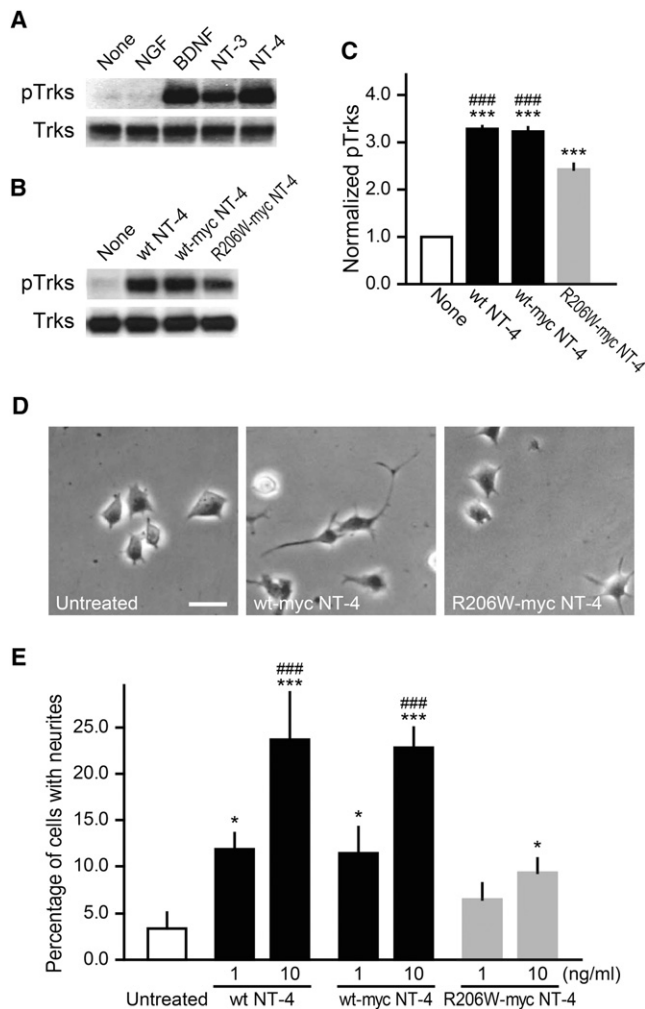 A
None NGF BDNF NT-3 NT-4
pTrks
Trks
B
None wt NT-4 wt-myc NT-4 R206W-myc NT-4
pTrks
Trks
C
Normalized pTrks
4.0
3.0
2.0
1.0
0.0
###
***
###
***
***
None wt NT-4 wt-myc NT-4 R206W-myc NT-4
D
Untreated
wt-myc NT-4
R206W-myc NT-4
E
Percentage of cells with neurites
25.0
20.0
15.0
10.0
5.0
0.0
*
###
***
*
###
***
*
1 10 1 10 1 10 (ng/ml)
Untreated wt NT-4 wt-myc NT-4 R206W-myc NT-4